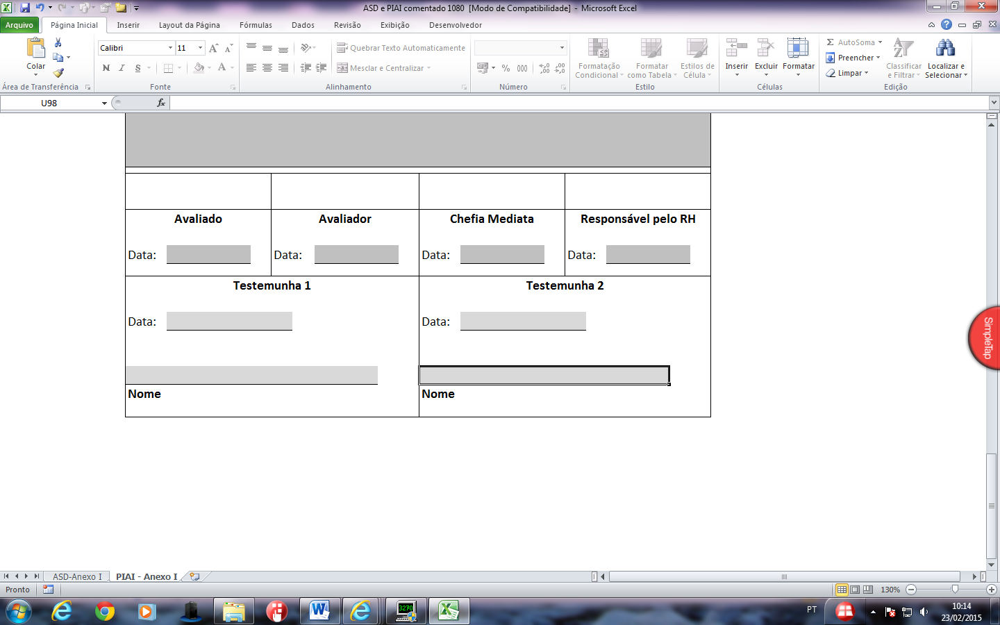 ASD e PIAI comentado 1080 [Modo de Compatibilidade] - Microsoft Excel
Arquivo Página Inicial Inserir Layout da Página Fórmulas Dados Revisão Exibição Desenvolvedor
Calibri 11 Quebrar Texto Automaticamente AutoSoma
Colar N I S Mesclar e Centralizar % 000 Formatação Condicional Formatar como Tabela Estilos de Célula Inserir Excluir Formatar Preencher Limpar Classificar e Filtrar Localizar e Selecionar
Área de Transferência Fonte Alinhamento Número Estilo Células Edição
U98 fx
Avaliado Avaliador Chefia Mediata Responsável pelo RH
Data: Data: Data: Data:
Testemunha 1 Testemunha 2
Data: Data:
SimpleTap
Nome Nome
ASD-Anexo I PIAI - Anexo I
Pronto 130%
3270 PT 10:14
23/02/2015